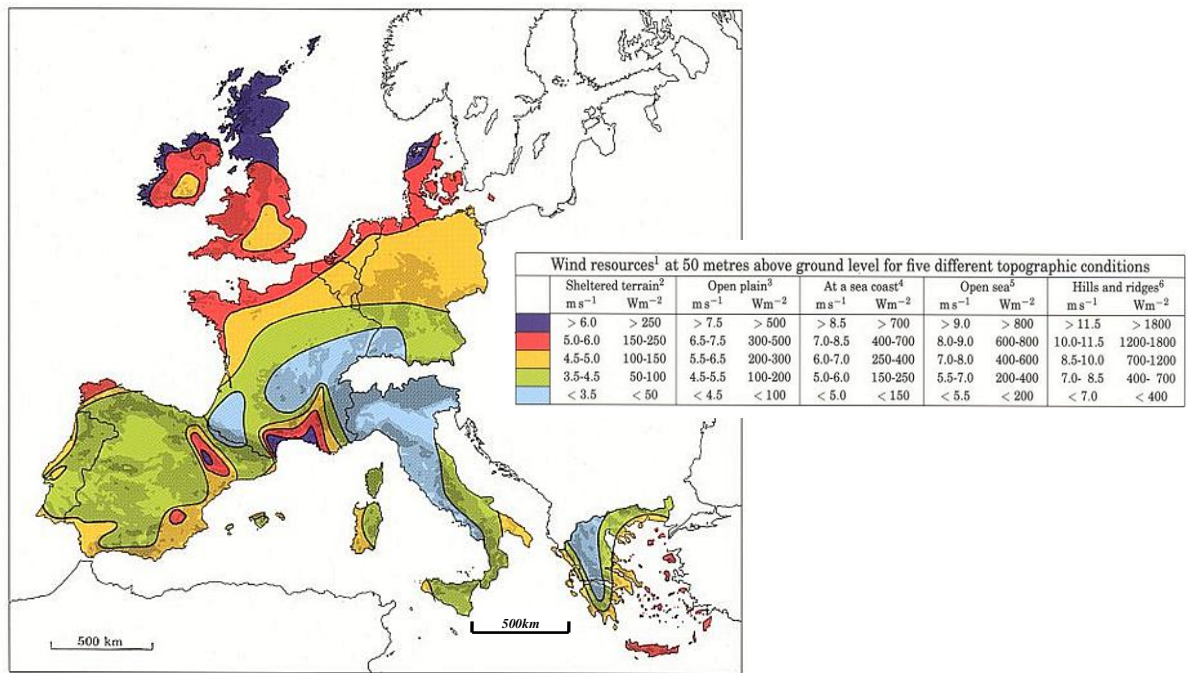 Wind resources¹ at 50 metres above ground level for five different topographic conditions
Sheltered terrain² Open plain³ At a sea coast⁴ Open sea⁵ Hills and ridges⁶
m s⁻¹ Wm⁻² m s⁻¹ Wm⁻² m s⁻¹ Wm⁻² m s⁻¹ Wm⁻² m s⁻¹ Wm⁻²
> 6.0 > 250 > 7.5 > 500 > 8.5 > 700 > 9.0 > 800 > 11.5 > 1800
5.0-6.0 150-250 6.5-7.5 300-500 7.0-8.5 400-700 8.0-9.0 600-800 10.0-11.5 1200-1800
4.5-5.0 100-150 5.5-6.5 200-300 6.0-7.0 250-400 7.0-8.0 400-600 8.5-10.0 700-1200
3.5-4.5 50-100 4.5-5.5 100-200 5.0-6.0 150-250 5.5-7.0 200-400 7.0- 8.5 400- 700
< 3.5 < 50 < 4.5 < 100 < 5.0 < 150 < 5.5 < 200 < 7.0 < 400
500km
500 km